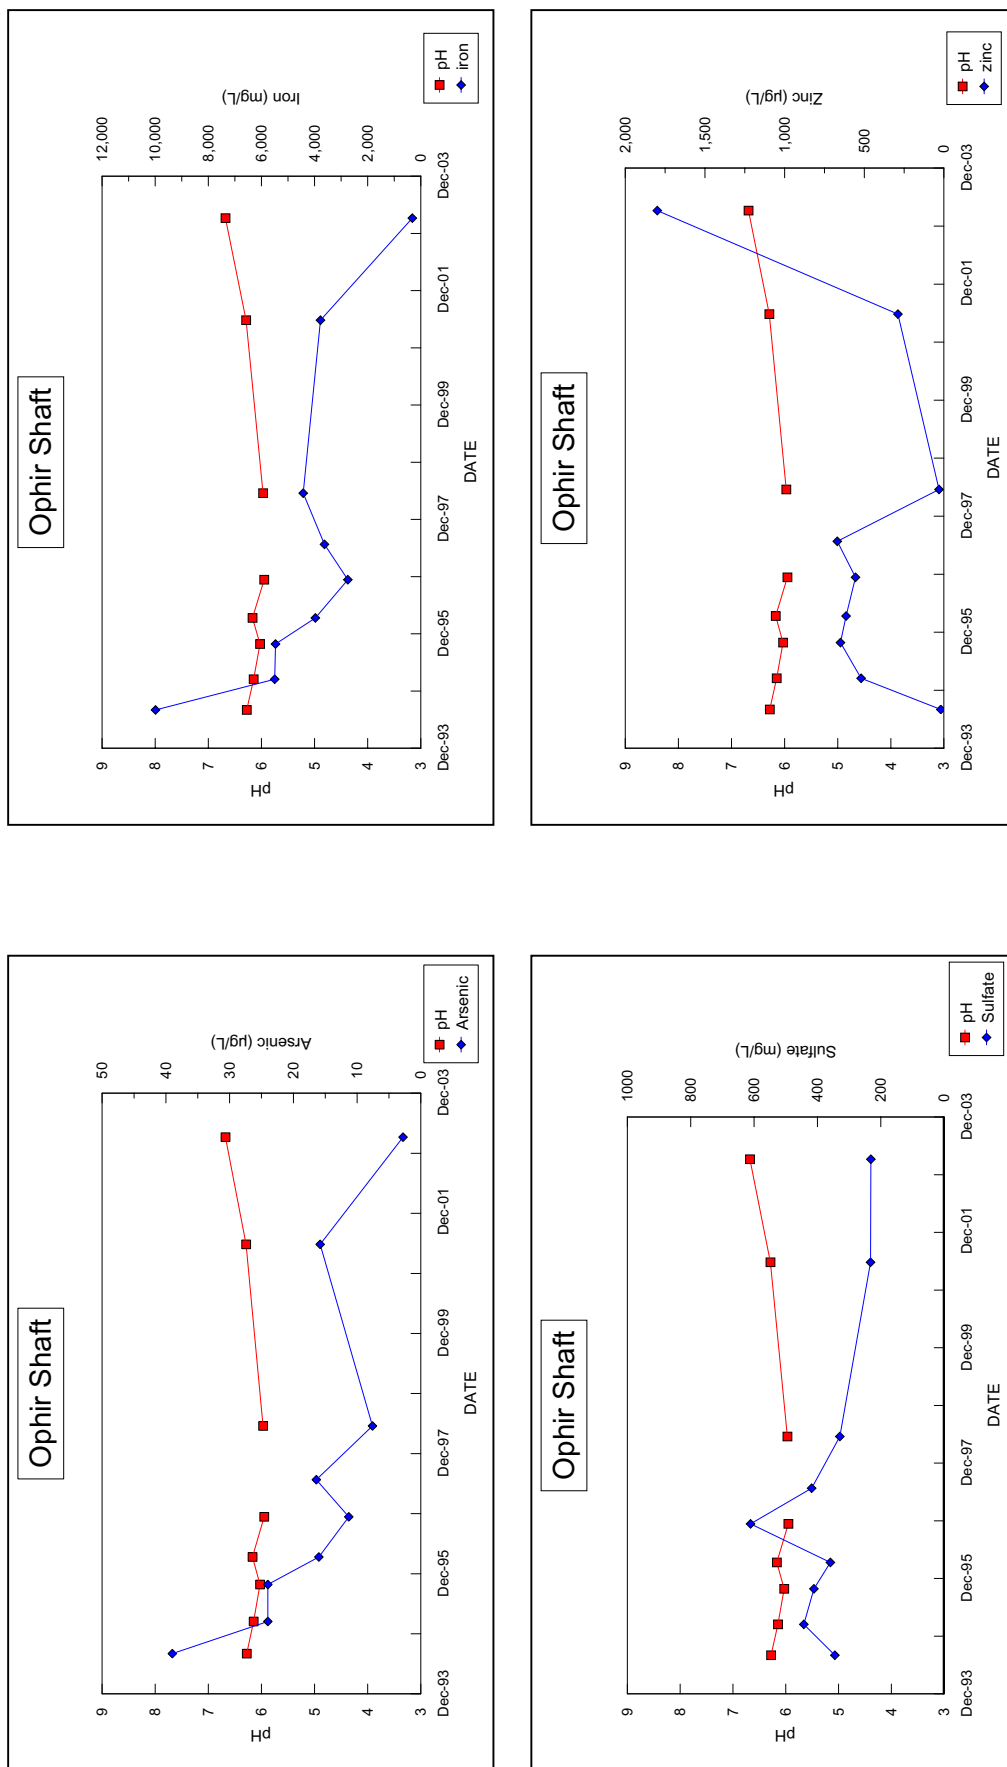 Ophir Shaft
9
8
7
6
5
4
3
pH
50
40
30
20
10
0
Arsenic (µg/L)
Dec-93
Dec-95
Dec-97
Dec-99
Dec-01
Dec-03
DATE
pH
Arsenic
Ophir Shaft
9
8
7
6
5
4
3
pH
12,000
10,000
8,000
6,000
4,000
2,000
0
Iron (mg/L)
Dec-93
Dec-95
Dec-97
Dec-99
Dec-01
Dec-03
DATE
pH
iron
Ophir Shaft
9
8
7
6
5
4
3
pH
1000
800
600
400
200
0
Sulfate (mg/L)
Dec-93
Dec-95
Dec-97
Dec-99
Dec-01
Dec-03
DATE
pH
Sulfate
Ophir Shaft
9
8
7
6
5
4
3
pH
2,000
1,500
1,000
500
0
Zinc (µg/L)
Dec-93
Dec-95
Dec-97
Dec-99
Dec-01
Dec-03
DATE
pH
zinc